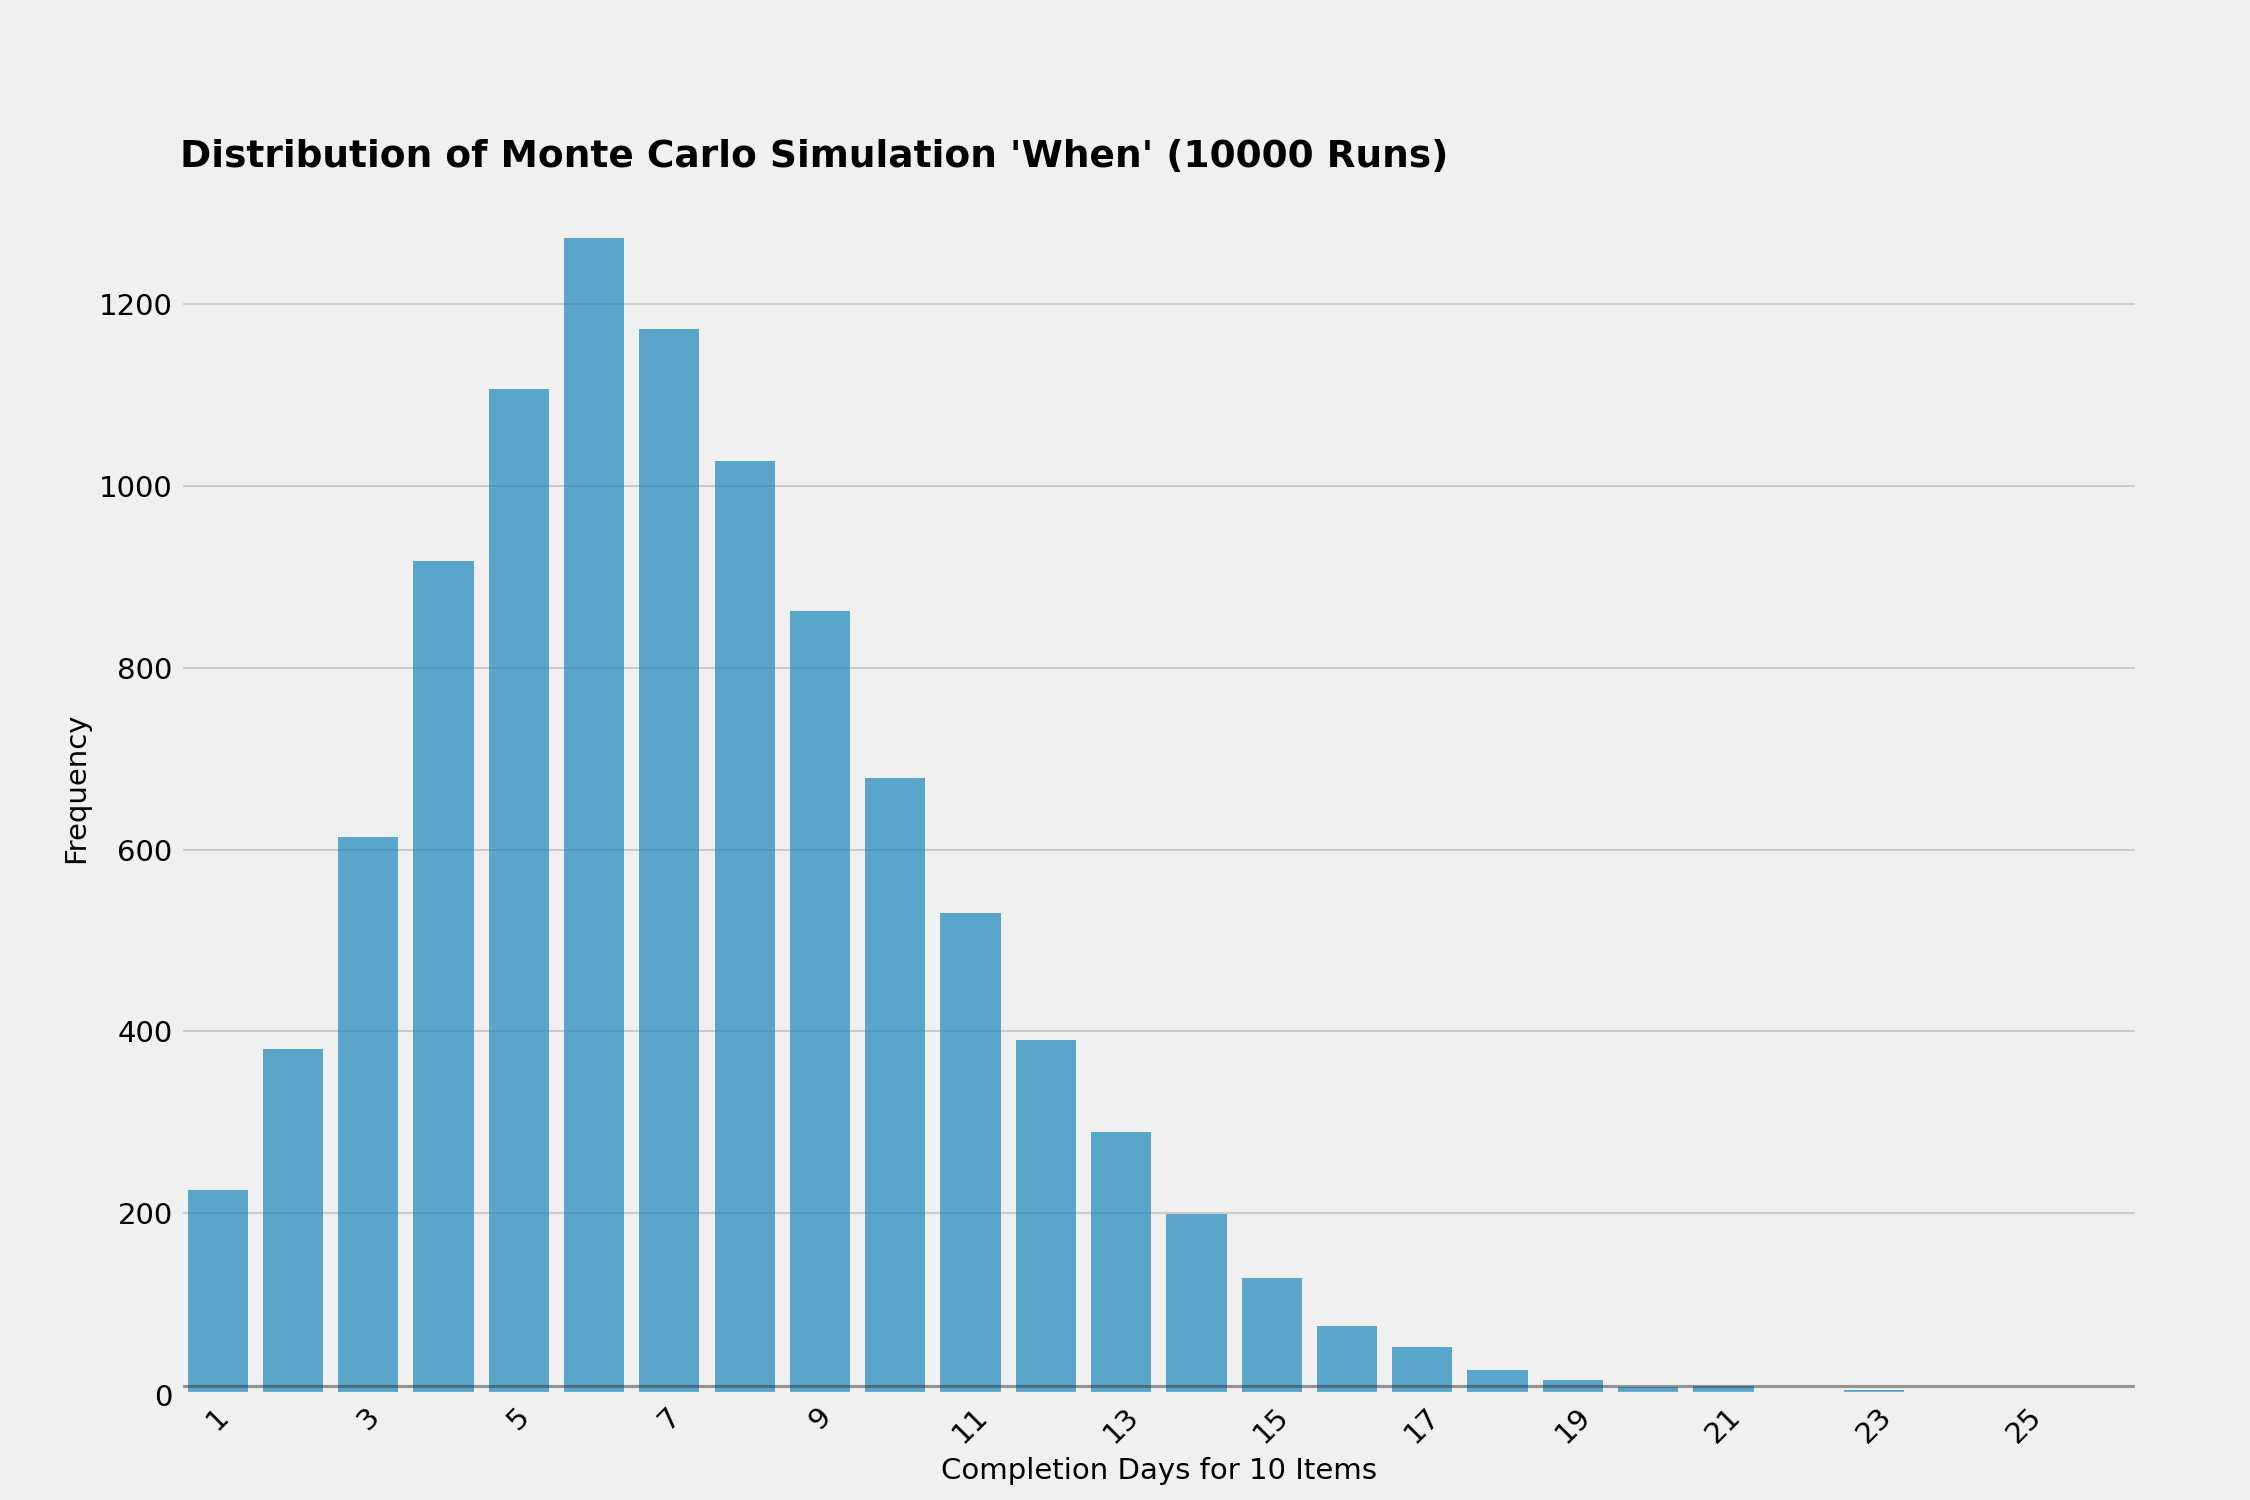 Distribution of Monte Carlo Simulation 'When' (10000 Runs)
Frequency
1200
1000
800
600
400
200
0
1 3 5 7 9 11 13 15 17 19 21 23 25
Completion Days for 10 Items